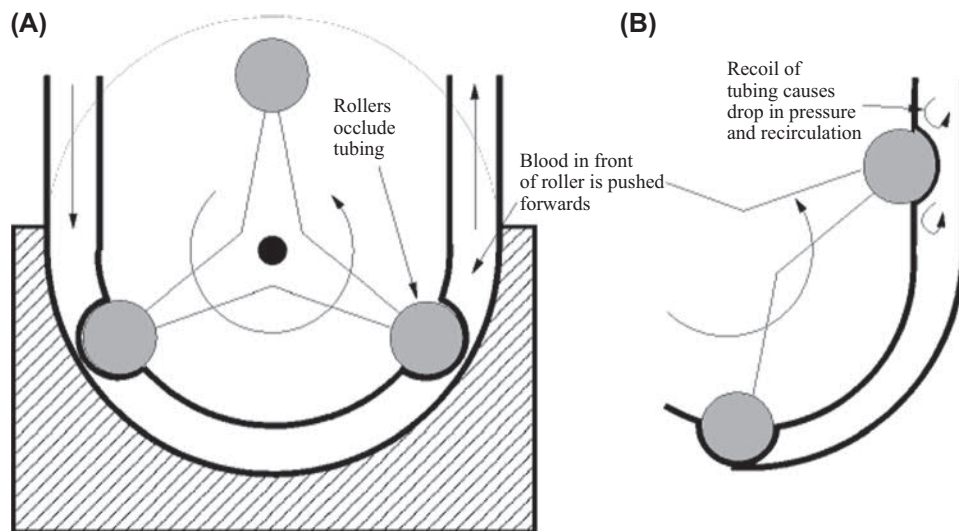 (A)
Rollers
occlude
tubing
Blood in front
of roller is pushed
forwards
(B)
Recoil of
tubing causes
drop in pressure
and recirculation